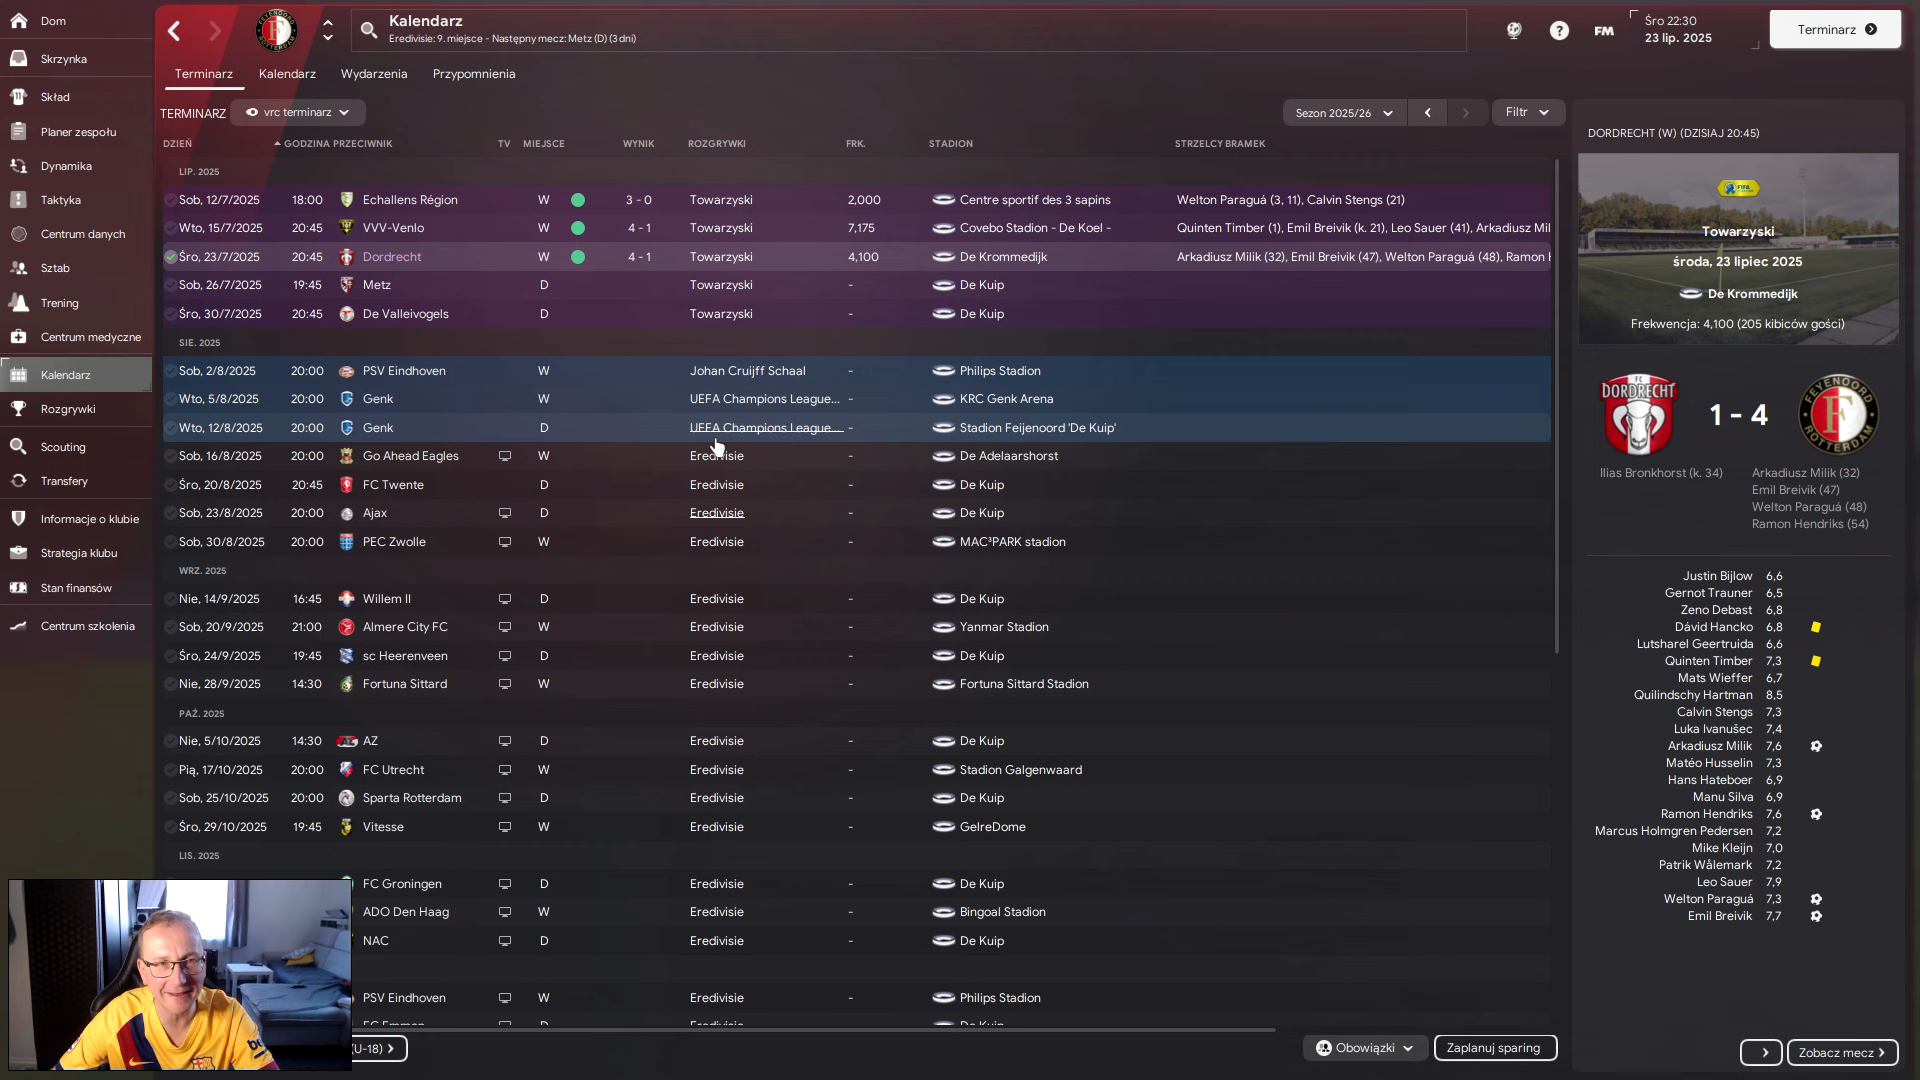 Dom
Skrzynka
Skład
Planer zespołu
Dynamika
Taktyka
Centrum danych
Sztab
Trening
Centrum medyczne
Kalendarz
Rozgrywki
Scouting
Transfery
Informacje o klubie
Strategia klubu
Stan finansów
Centrum szkolenia
Kalendarz
Eredivisie: 9. miejsce - Następny mecz: Metz (D) (3 dni)
FM
Śro 22:30
23 lip. 2025
Terminarz
Terminarz Kalendarz Wydarzenia Przypomnienia
TERMINARZ vrc terminarz Sezon 2025/26 Filtr
DZIEŃ GODZINA PRZECIWNIK TV MIEJSCE WYNIK ROZGRYWKI FRK. STADION STRZELCY BRAMEK
LIP. 2025
Sob, 12/7/2025 18:00 Echallens Région W 3 - 0 Towarzyski 2,000 Centre sportif des 3 sapins Welton Paraguá (3, 11), Calvin Stengs (21)
Wto, 15/7/2025 20:45 VVV-Venlo W 4 - 1 Towarzyski 7,175 Covebo Stadion - De Koel - Quinten Timber (1), Emil Breivik (k. 21), Leo Sauer (41), Arkadiusz Mil
Śro, 23/7/2025 20:45 Dordrecht W 4 - 1 Towarzyski 4,100 De Krommedijk Arkadiusz Milik (32), Emil Breivik (47), Welton Paraguá (48), Ramon
Sob, 26/7/2025 19:45 Metz D Towarzyski - De Kuip
Śro, 30/7/2025 20:45 De Valleivogels D Towarzyski - De Kuip
SIE. 2025
Sob, 2/8/2025 20:00 PSV Eindhoven W Johan Cruijff Schaal - Philips Stadion
Wto, 5/8/2025 20:00 Genk W UEFA Champions League... - KRC Genk Arena
Wto, 12/8/2025 20:00 Genk D UEFA Champions League... - Stadion Feijenoord 'De Kuip'
Sob, 16/8/2025 20:00 Go Ahead Eagles W Eredivisie - De Adelaarshorst
Śro, 20/8/2025 20:45 FC Twente D Eredivisie - De Kuip
Sob, 23/8/2025 20:00 Ajax D Eredivisie - De Kuip
Sob, 30/8/2025 20:00 PEC Zwolle W Eredivisie - MAC³PARK stadion
WRZ. 2025
Nie, 14/9/2025 16:45 Willem II D Eredivisie - De Kuip
Sob, 20/9/2025 21:00 Almere City FC W Eredivisie - Yanmar Stadion
Śro, 24/9/2025 19:45 sc Heerenveen D Eredivisie - De Kuip
Nie, 28/9/2025 14:30 Fortuna Sittard W Eredivisie - Fortuna Sittard Stadion
PAŹ. 2025
Nie, 5/10/2025 14:30 AZ D Eredivisie - De Kuip
Pią, 17/10/2025 20:00 FC Utrecht W Eredivisie - Stadion Galgenwaard
Sob, 25/10/2025 20:00 Sparta Rotterdam D Eredivisie - De Kuip
Śro, 29/10/2025 19:45 Vitesse W Eredivisie - GelreDome
LIS. 2025
FC Groningen D Eredivisie - De Kuip
ADO Den Haag W Eredivisie - Bingoal Stadion
NAC D Eredivisie - De Kuip
PSV Eindhoven W Eredivisie - Philips Stadion
FC Emmen D Eredivisie - De Kuip
(U-18)
Obowiązki Zaplanuj sparing
DORDRECHT (W) (DZISIAJ 20:45)
FIFA
Towarzyski
środa, 23 lipiec 2025
De Krommedijk
Frekwencja: 4,100 (205 kibiców gości)
FC
DORDRECHT
1 - 4
FEYENOORD
ROTTERDAM
Ilias Bronkhorst (k. 34)
Arkadiusz Milik (32)
Emil Breivik (47)
Welton Paraguá (48)
Ramon Hendriks (54)
Justin Bijlow 6,6
Gernot Trauner 6,5
Zeno Debast 6,8
Dávid Hancko 6,8
Lutsharel Geertruida 6,6
Quinten Timber 7,3
Mats Wieffer 6,7
Quilindschy Hartman 8,5
Calvin Stengs 7,3
Luka Ivanušec 7,4
Arkadiusz Milik 7,6
Matéo Husselin 7,3
Hans Hateboer 6,9
Manu Silva 6,9
Ramon Hendriks 7,6
Marcus Holmgren Pedersen 7,2
Mike Kleijn 7,0
Patrik Wålemark 7,2
Leo Sauer 7,9
Welton Paraguá 7,3
Emil Breivik 7,7
Zobacz mecz